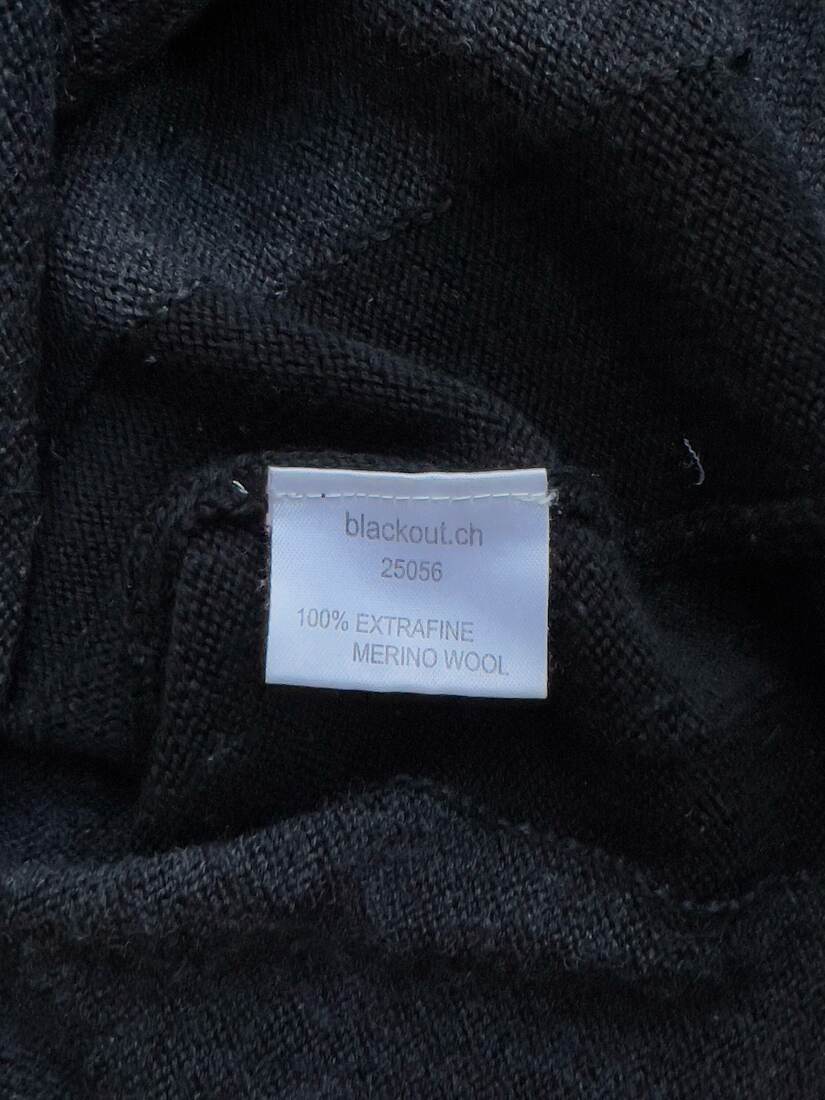 blackout.ch
25056
100% EXTRAFINE
MERINO WOOL